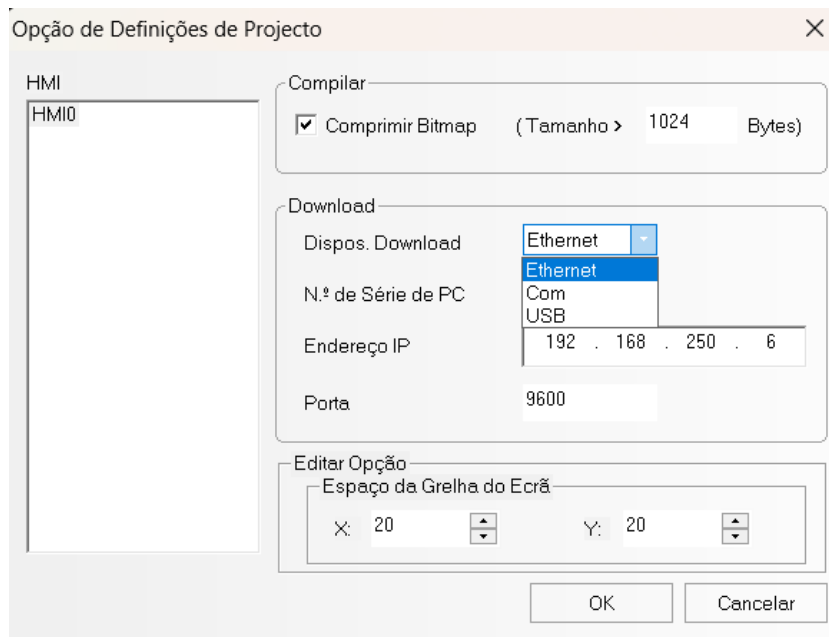 Opção de Definições de Projecto
HMI
HMI0
Compilar
Comprimir Bitmap (Tamanho > 1024 Bytes)
Download
Dispos. Download Ethernet
Ethernet
N.º de Série de PC Com
USB
Endereço IP 192 . 168 . 250 . 6
Porta 9600
Editar Opção
Espaço da Grelha do Ecrã
X: 20 Y: 20
OK Cancelar